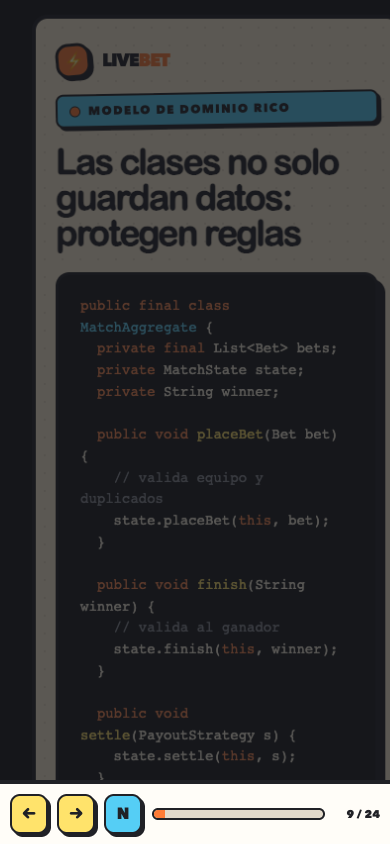 LIVEBET
MODELO DE DOMINIO RICO
Las clases no solo
guardan datos:
protegen reglas
public final class
MatchAggregate {
  private final List<Bet> bets;
  private MatchState state;
  private String winner;
  public void placeBet(Bet bet)
{
    // valida equipo y
duplicados
    state.placeBet(this, bet);
  }
  public void finish(String
winner) {
    // valida al ganador
    state.finish(this, winner);
  }
  public void
settle(PayoutStrategy s) {
    state.settle(this, s);
  }
← → N 9 / 24